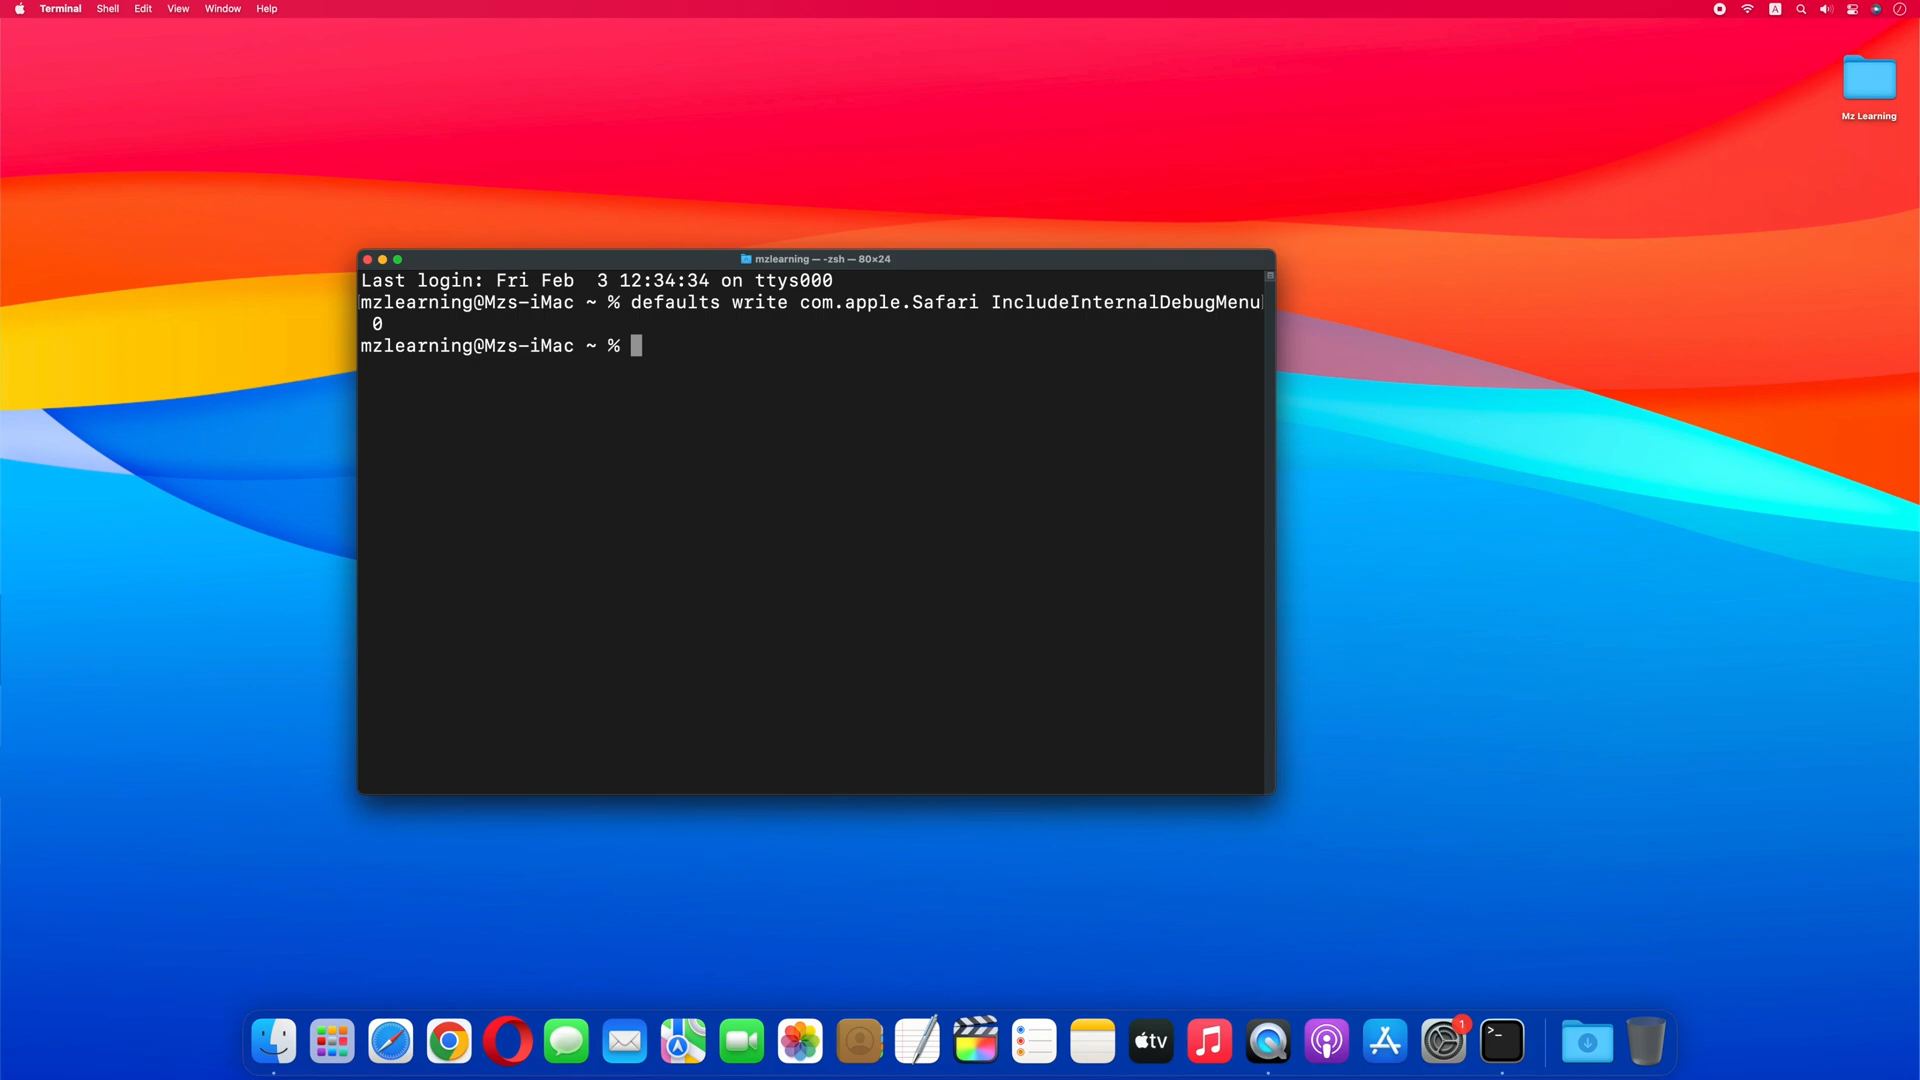 Terminal Shell Edit View Window Help
A
Mz Learning
mzlearning — -zsh — 80×24
Last login: Fri Feb  3 12:34:34 on ttys000
mzlearning@Mzs-iMac ~ % defaults write com.apple.Safari IncludeInternalDebugMenu
0
mzlearning@Mzs-iMac ~ %
tv
1
>_